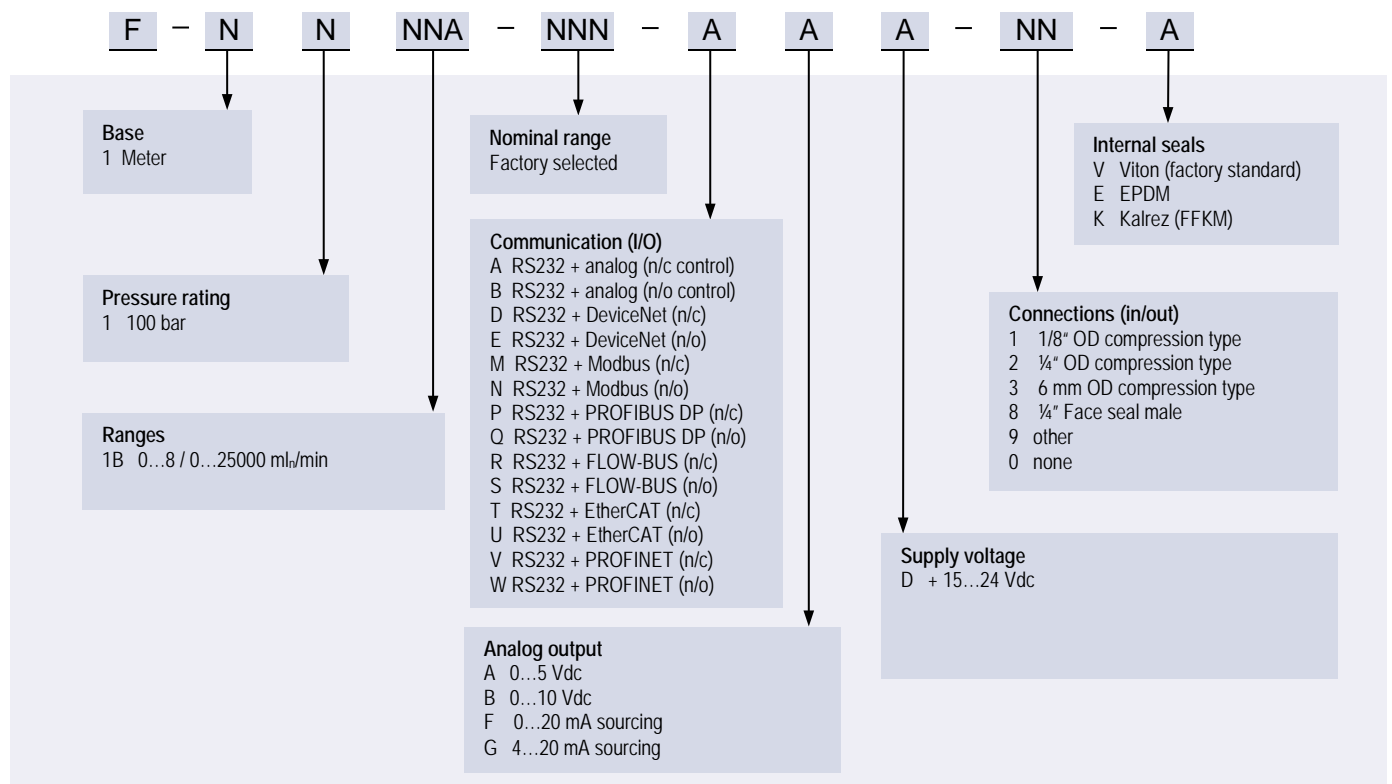 F – N N NNA – NNN – A A A – NN – A
Base
1 Meter
Pressure rating
1 100 bar
Ranges
1B 0…8 / 0…25000 mlₙ/min
Nominal range
Factory selected
Communication (I/O)
A RS232 + analog (n/c control)
B RS232 + analog (n/o control)
D RS232 + DeviceNet (n/c)
E RS232 + DeviceNet (n/o)
M RS232 + Modbus (n/c)
N RS232 + Modbus (n/o)
P RS232 + PROFIBUS DP (n/c)
Q RS232 + PROFIBUS DP (n/o)
R RS232 + FLOW-BUS (n/c)
S RS232 + FLOW-BUS (n/o)
T RS232 + EtherCAT (n/c)
U RS232 + EtherCAT (n/o)
V RS232 + PROFINET (n/c)
W RS232 + PROFINET (n/o)
Analog output
A 0…5 Vdc
B 0…10 Vdc
F 0…20 mA sourcing
G 4…20 mA sourcing
Internal seals
V Viton (factory standard)
E EPDM
K Kalrez (FFKM)
Connections (in/out)
1 1/8“ OD compression type
2 ¼“ OD compression type
3 6 mm OD compression type
8 ¼” Face seal male
9 other
0 none
Supply voltage
D + 15…24 Vdc